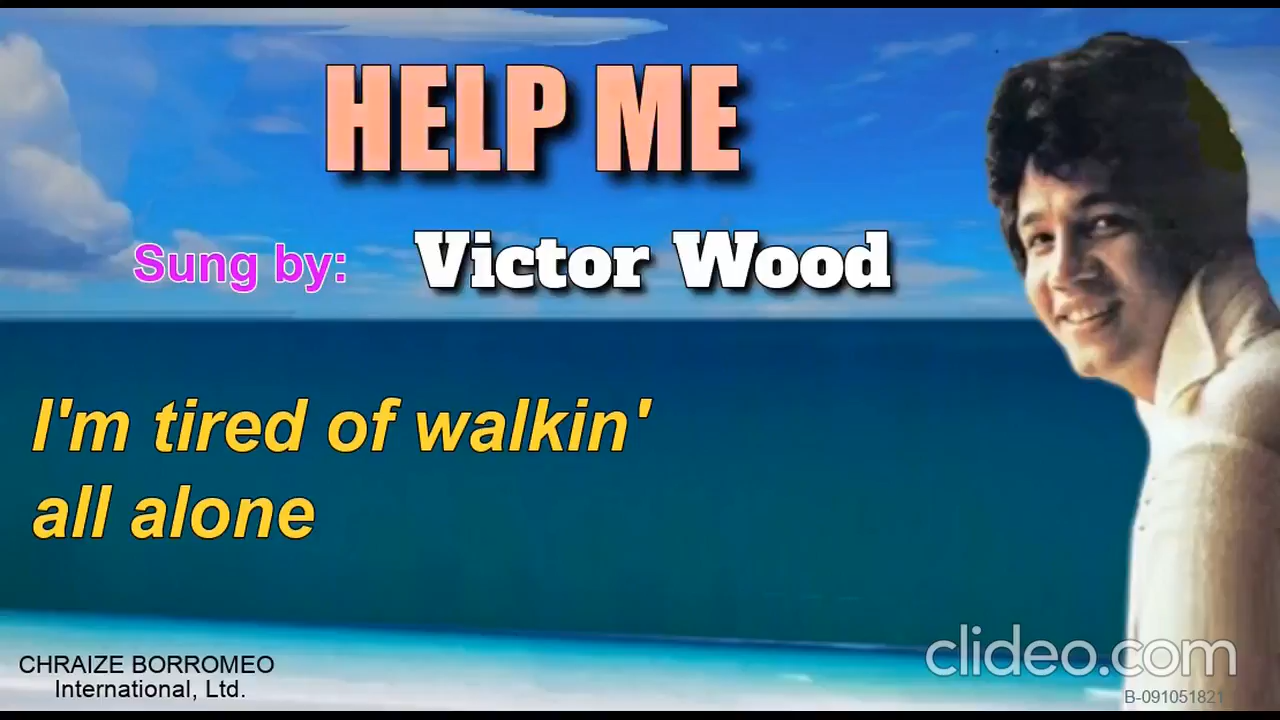 HELP ME
Sung by: Victor Wood
I'm tired of walkin'
all alone
CHRAIZE BORROMEO
International, Ltd.
clideo.com
B-091051821